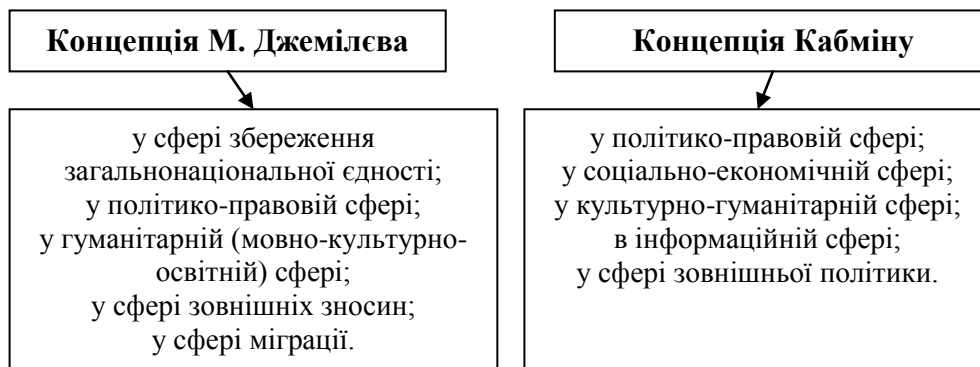 Концепція М. Джемілєва
у сфері збереження
загальнонаціональної єдності;
у політико-правовій сфері;
у гуманітарній (мовно-культурно-
освітній) сфері;
у сфері зовнішніх зносин;
у сфері міграції.
Концепція Кабміну
у політико-правовій сфері;
у соціально-економічній сфері;
у культурно-гуманітарній сфері;
в інформаційній сфері;
у сфері зовнішньої політики.